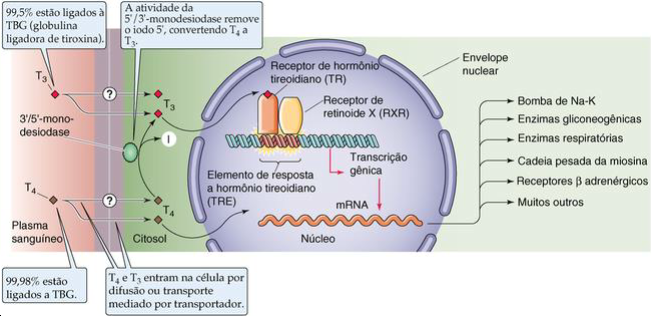 99,5% estão ligados à
TBG (globulina
ligadora de tiroxina).
A atividade da
5'/3'-monodesiodase remove
o iodo 5', convertendo T4 a
T3.
T3
?
T3
3'/5'-mono-
desiodase
I
T4
?
T4
Plasma
sanguíneo
Citosol
99,98% estão
ligados a TBG.
T4 e T3 entram na célula por
difusão ou transporte
mediado por transportador.
Receptor de hormônio
tireoidiano (TR)
Receptor de
retinoide X (RXR)
Elemento de resposta
a hormônio tireoidiano
(TRE)
Transcrição
gênica
mRNA
Núcleo
Envelope
nuclear
Bomba de Na-K
Enzimas gliconeogênicas
Enzimas respiratórias
Cadeia pesada da miosina
Receptores β adrenérgicos
Muitos outros